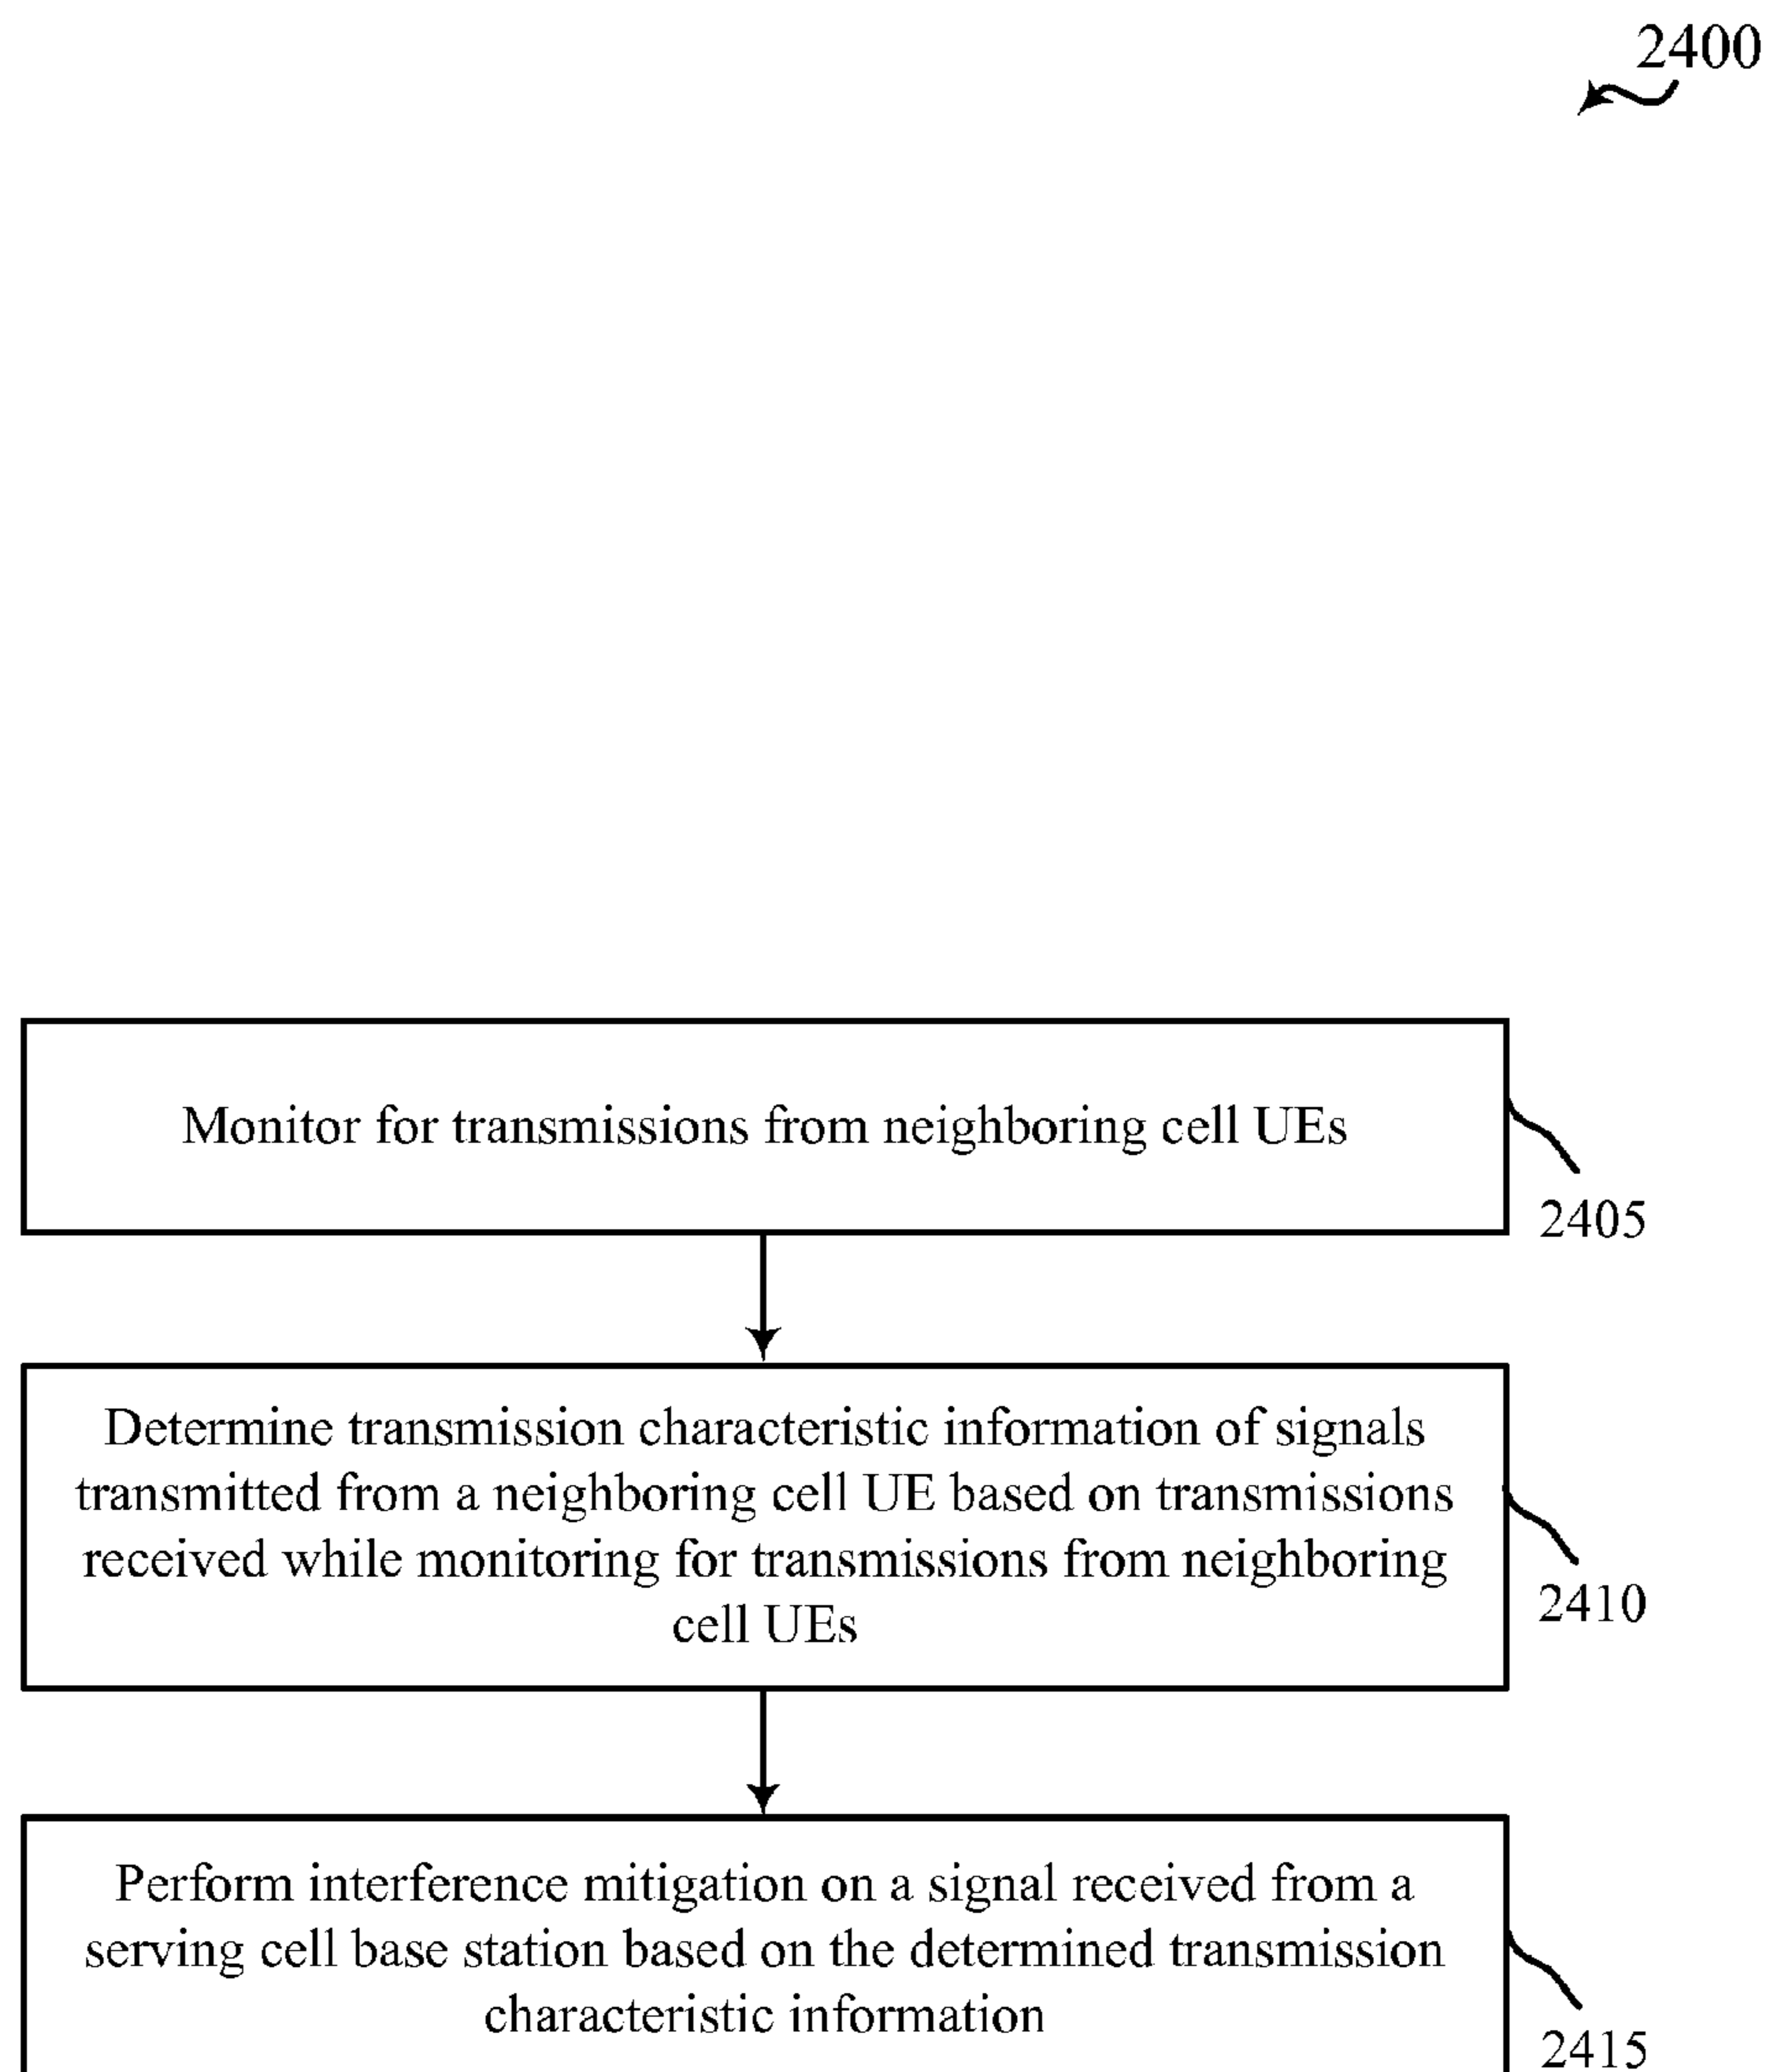 2400
Monitor for transmissions from neighboring cell UEs
2405
Determine transmission characteristic information of signals
transmitted from a neighboring cell UE based on transmissions
received while monitoring for transmissions from neighboring
cell UEs
2410
Perform interference mitigation on a signal received from a
serving cell base station based on the determined transmission
characteristic information
2415